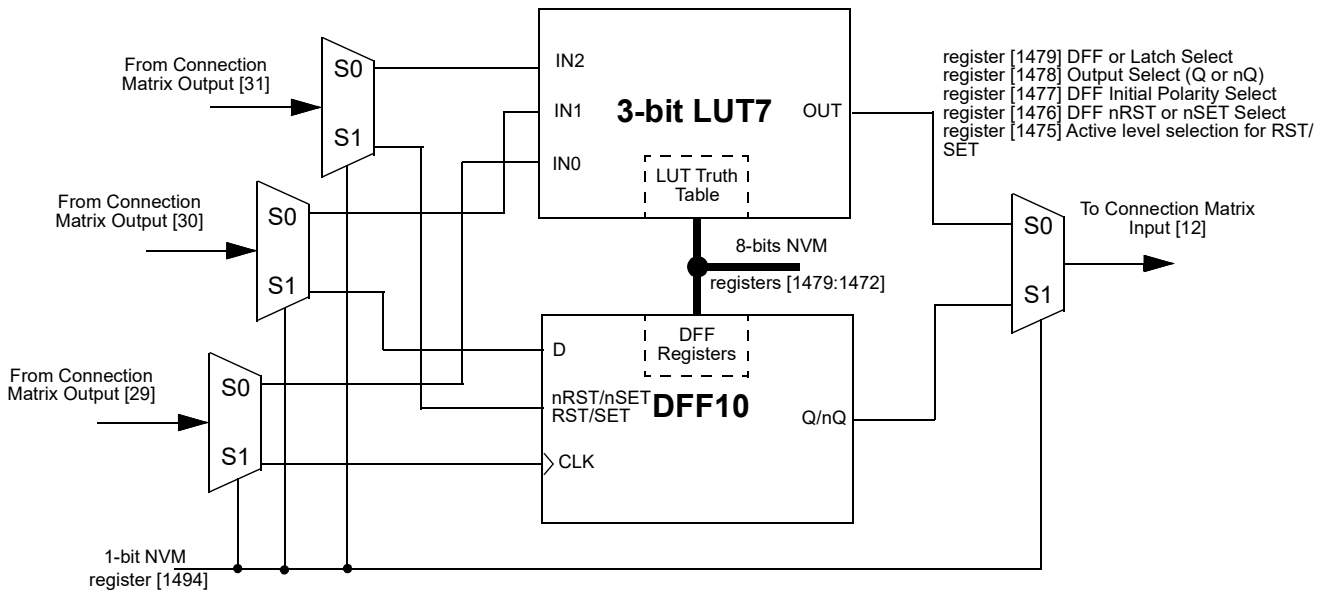 From Connection
Matrix Output [31]
S0
S1
IN2
IN1
IN0
3-bit LUT7
OUT
LUT Truth
Table
register [1479] DFF or Latch Select
register [1478] Output Select (Q or nQ)
register [1477] DFF Initial Polarity Select
register [1476] DFF nRST or nSET Select
register [1475] Active level selection for RST/
SET
From Connection
Matrix Output [30]
S0
S1
8-bits NVM
registers [1479:1472]
To Connection Matrix
Input [12]
S0
S1
From Connection
Matrix Output [29]
S0
S1
D
nRST/nSET
RST/SET
CLK
DFF
Registers
DFF10
Q/nQ
1-bit NVM
register [1494]